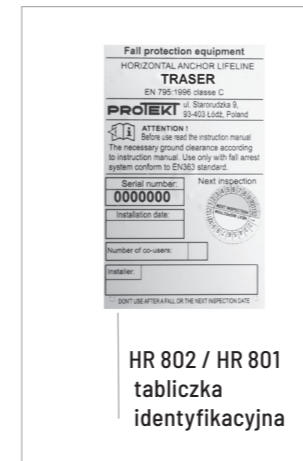 Fall protection equipment
HORIZONTAL ANCHOR LIFELINE
TRASER
EN 795:1996 classe C
PROTEKT ul. Starorudzka 9,
93-403 Łódz, Poland
ATTENTION !
Before use read the instruction manual
The necessary ground clearance according
to instruction manual. Use only with fall arrest
system conform to EN363 standard.
Serial number:
0000000
Next inspection
Installation date:
Number of co-users:
Installer:
DON'T USE AFTER A FALL OR THE NEXT INSPECTION DATE
HR 802 / HR 801
tabliczka
identyfikacyjna